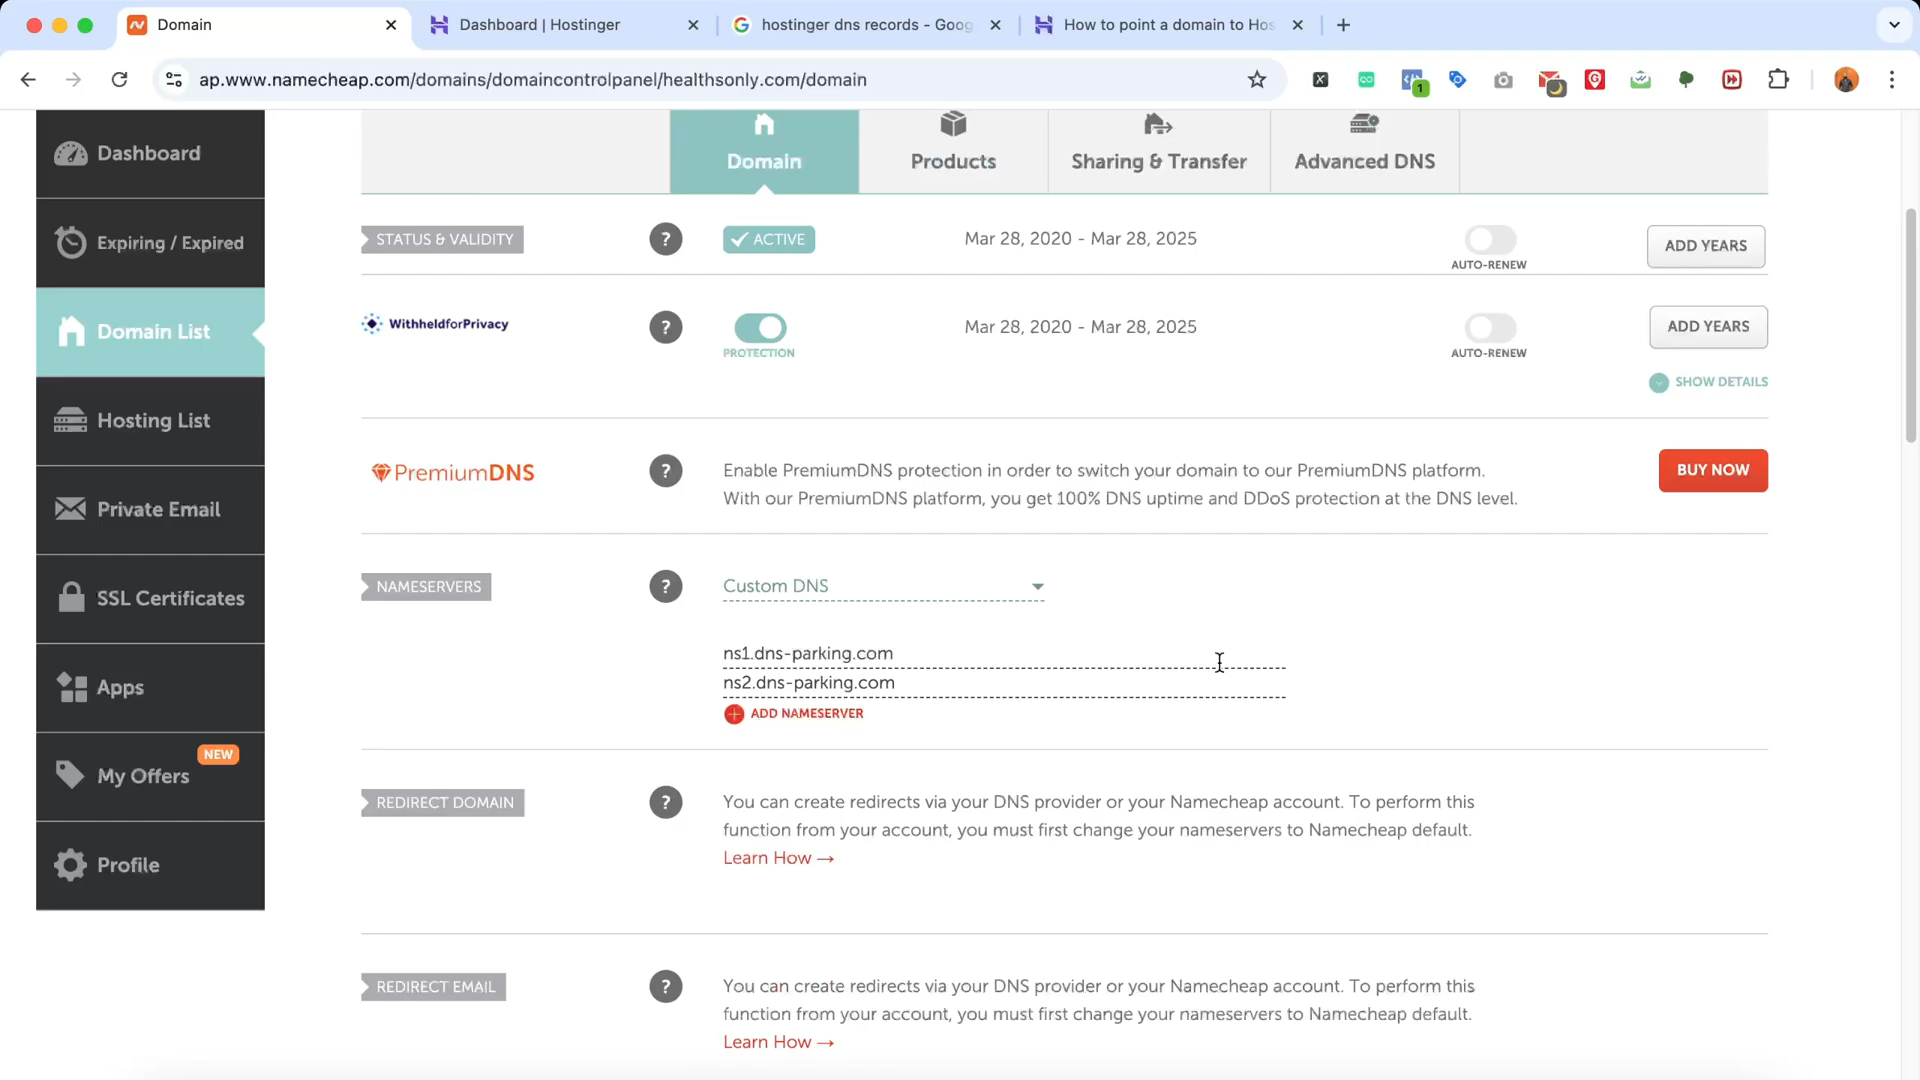 Domain
Dashboard | Hostinger
hostinger dns records - Goog
How to point a domain to Hos
ap.www.namecheap.com/domains/domaincontrolpanel/healthsonly.com/domain
1
Dashboard
Expiring / Expired
Domain List
Hosting List
Private Email
SSL Certificates
Apps
NEW
My Offers
Profile
Domain
Products
Sharing & Transfer
Advanced DNS
STATUS & VALIDITY
?
ACTIVE
Mar 28, 2020 - Mar 28, 2025
AUTO-RENEW
ADD YEARS
WithheldforPrivacy
?
PROTECTION
Mar 28, 2020 - Mar 28, 2025
AUTO-RENEW
ADD YEARS
SHOW DETAILS
PremiumDNS
?
Enable PremiumDNS protection in order to switch your domain to our PremiumDNS platform.
With our PremiumDNS platform, you get 100% DNS uptime and DDoS protection at the DNS level.
BUY NOW
NAMESERVERS
?
Custom DNS
ns1.dns-parking.com
ns2.dns-parking.com
ADD NAMESERVER
REDIRECT DOMAIN
?
You can create redirects via your DNS provider or your Namecheap account. To perform this
function from your account, you must first change your nameservers to Namecheap default.
Learn How →
REDIRECT EMAIL
?
You can create redirects via your DNS provider or your Namecheap account. To perform this
function from your account, you must first change your nameservers to Namecheap default.
Learn How →